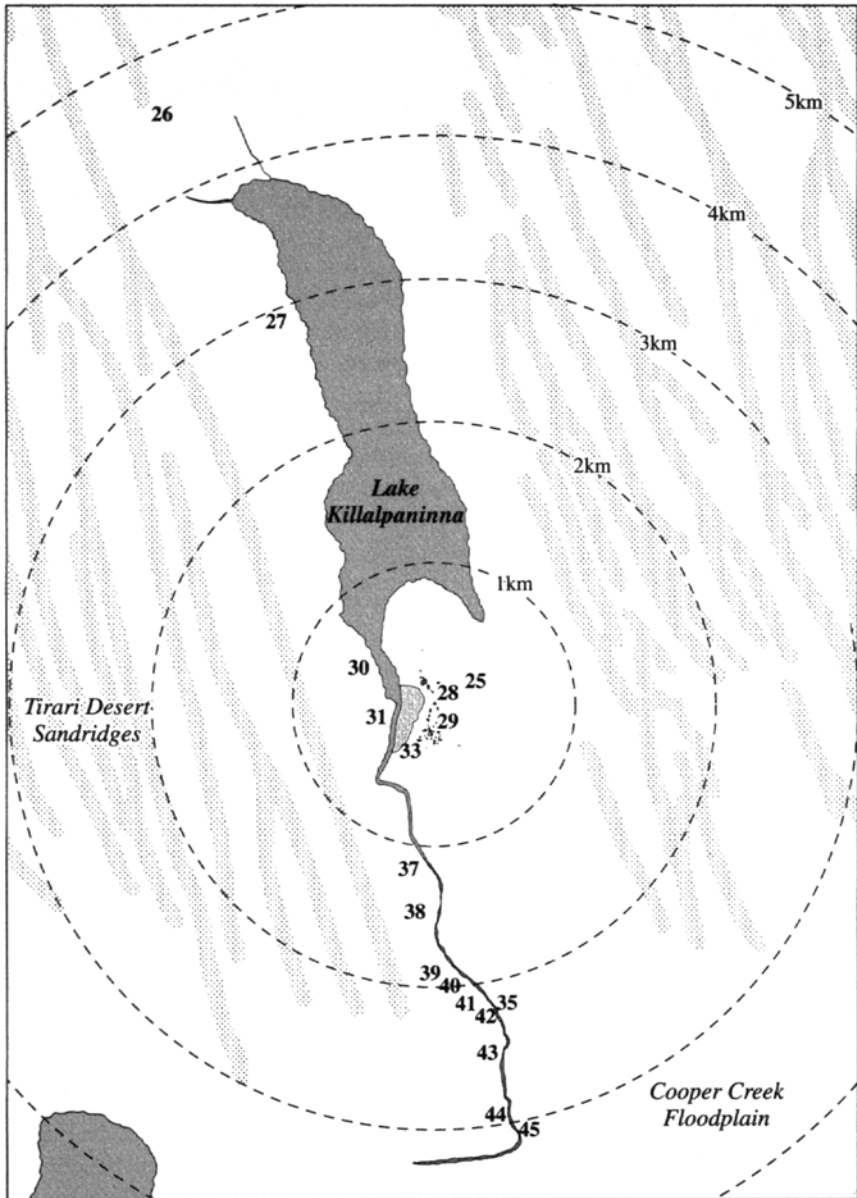 5km
26
4km
27
3km
2km
Lake
Killalpaninna
1km
30
25
28
Tirari Desert
Sandridges
31
29
33
37
38
39
40
41
35
42
43
Cooper Creek
Floodplain
44
45